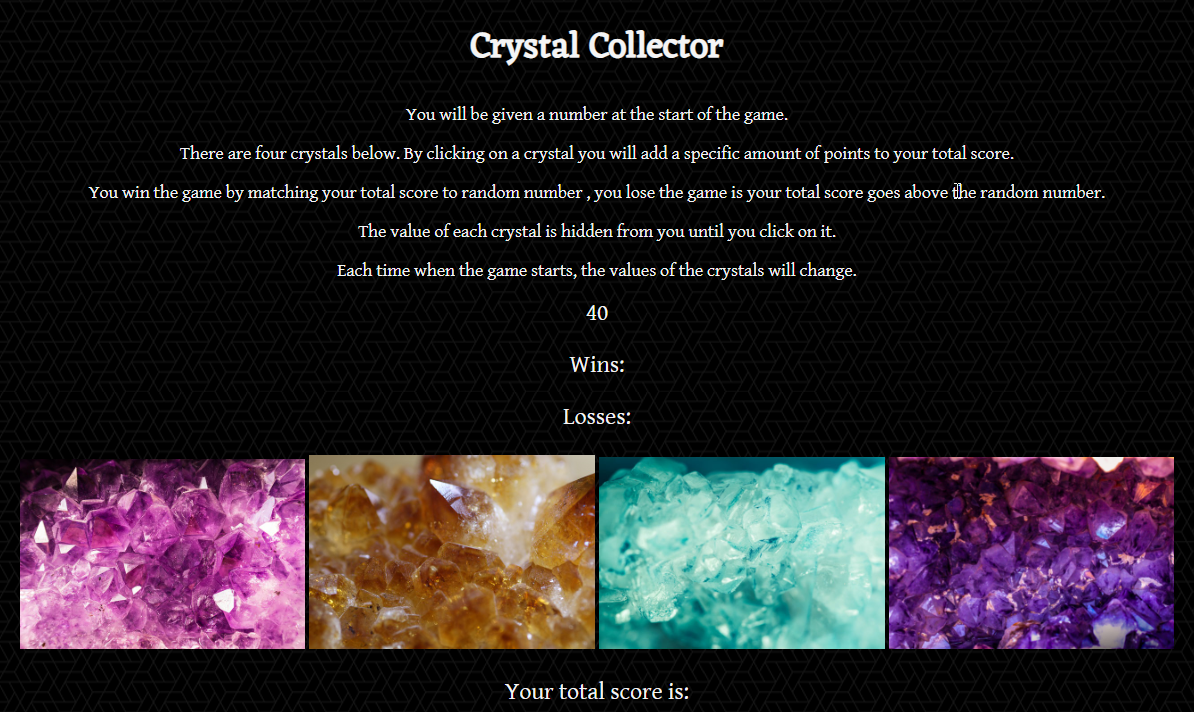 Crystal Collector
You will be given a number at the start of the game.
There are four crystals below. By clicking on a crystal you will add a specific amount of points to your total score.
You win the game by matching your total score to random number , you lose the game is your total score goes above the random number.
The value of each crystal is hidden from you until you click on it.
Each time when the game starts, the values of the crystals will change.
40
Wins:
Losses:
Your total score is: